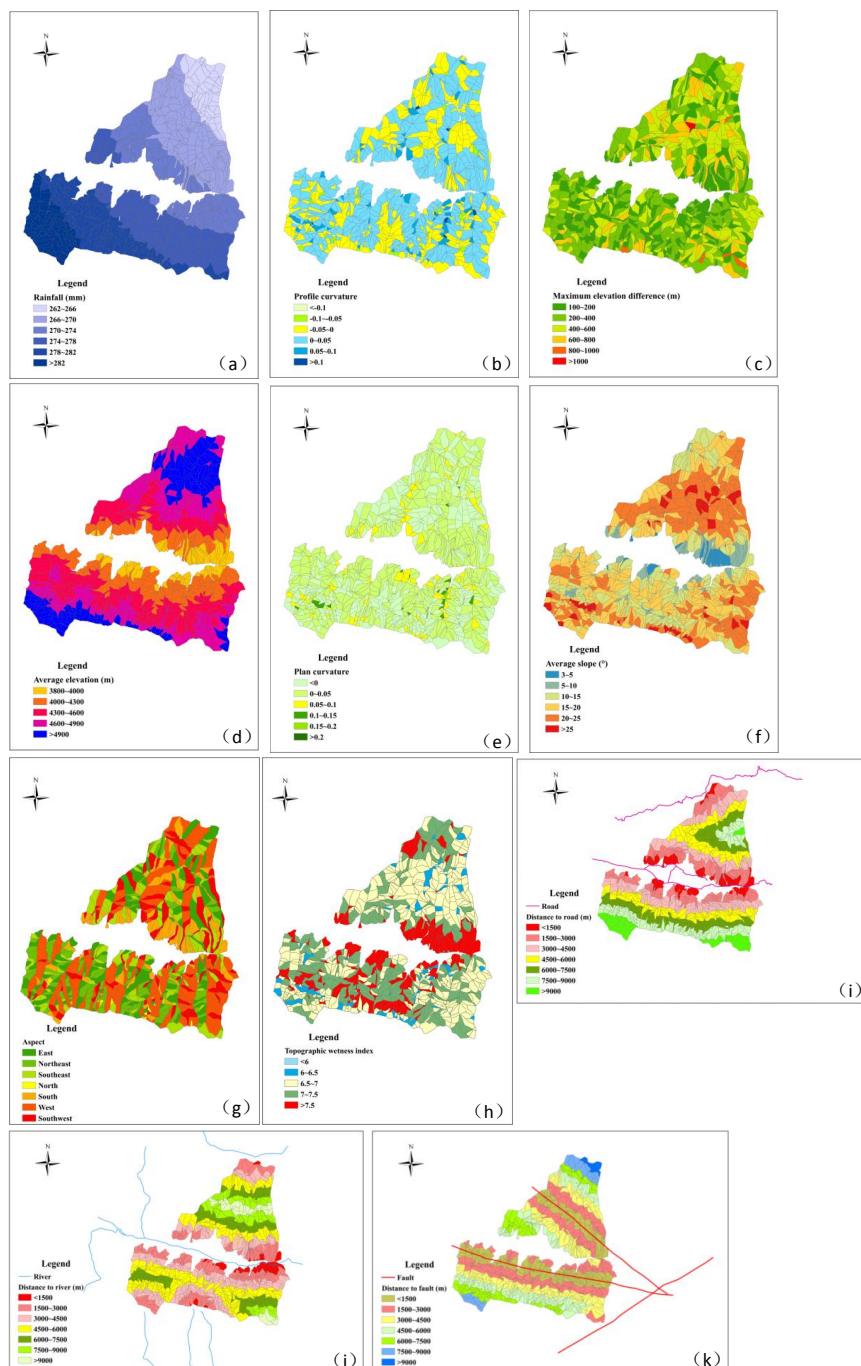 N
Legend
Rainfall (mm)
262~266
266~270
270~274
274~278
278~282
>282
（a）
N
Legend
Profile curvature
<-0.1
-0.1~-0.05
-0.05~0
0~0.05
0.05~0.1
>0.1
（b）
N
Legend
Maximum elevation difference (m)
100~200
200~400
400~600
600~800
800~1000
>1000
（c）
N
Legend
Average elevation (m)
3800~4000
4000~4300
4300~4600
4600~4900
>4900
（d）
N
Legend
Plan curvature
<0
0~0.05
0.05~0.1
0.1~0.15
0.15~0.2
>0.2
（e）
N
Legend
Average slope (°)
3~5
5~10
10~15
15~20
20~25
>25
（f）
N
Legend
Aspect
East
Northeast
Southeast
North
South
West
Southwest
（g）
N
Legend
Topographic wetness index
<6
6~6.5
6.5~7
7~7.5
>7.5
（h）
N
Legend
Road
Distance to road (m)
<1500
1500~3000
3000~4500
4500~6000
6000~7500
7500~9000
>9000
（i）
N
Legend
River
Distance to river (m)
<1500
1500~3000
3000~4500
4500~6000
6000~7500
7500~9000
>9000
（j）
N
Legend
Fault
Distance to fault (m)
<1500
1500~3000
3000~4500
4500~6000
6000~7500
7500~9000
>9000
（k）